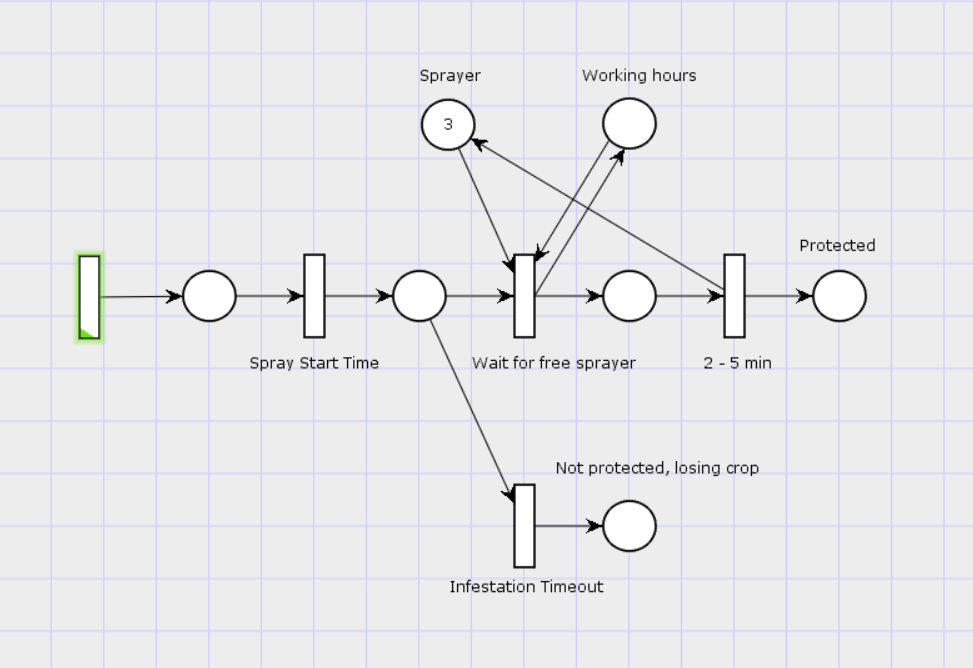 Sprayer
Working hours
3
Protected
Spray Start Time
Wait for free sprayer
2 - 5 min
Not protected, losing crop
Infestation Timeout